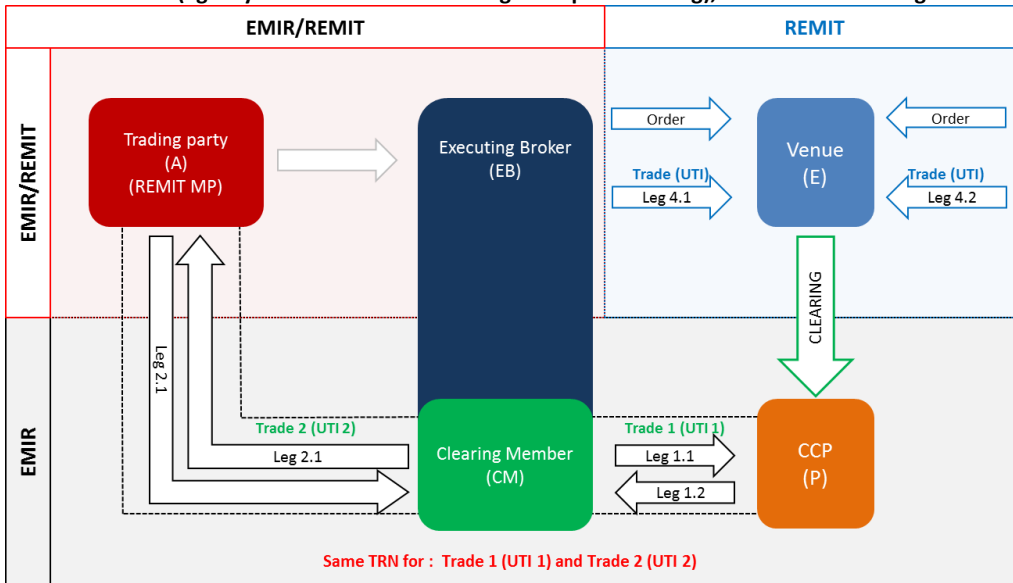 EMIR/REMIT
REMIT
EMIR/REMIT
Trading party
(A)
(REMIT MP)
Executing Broker
(EB)
Order
Venue
(E)
Order
Trade (UTI)
Leg 4.1
Trade (UTI)
Leg 4.2
CLEARING
EMIR
Leg 2.1
Trade 2 (UTI 2)
Leg 2.1
Clearing Member
(CM)
Trade 1 (UTI 1)
Leg 1.1
Leg 1.2
CCP
(P)
Same TRN for : Trade 1 (UTI 1) and Trade 2 (UTI 2)